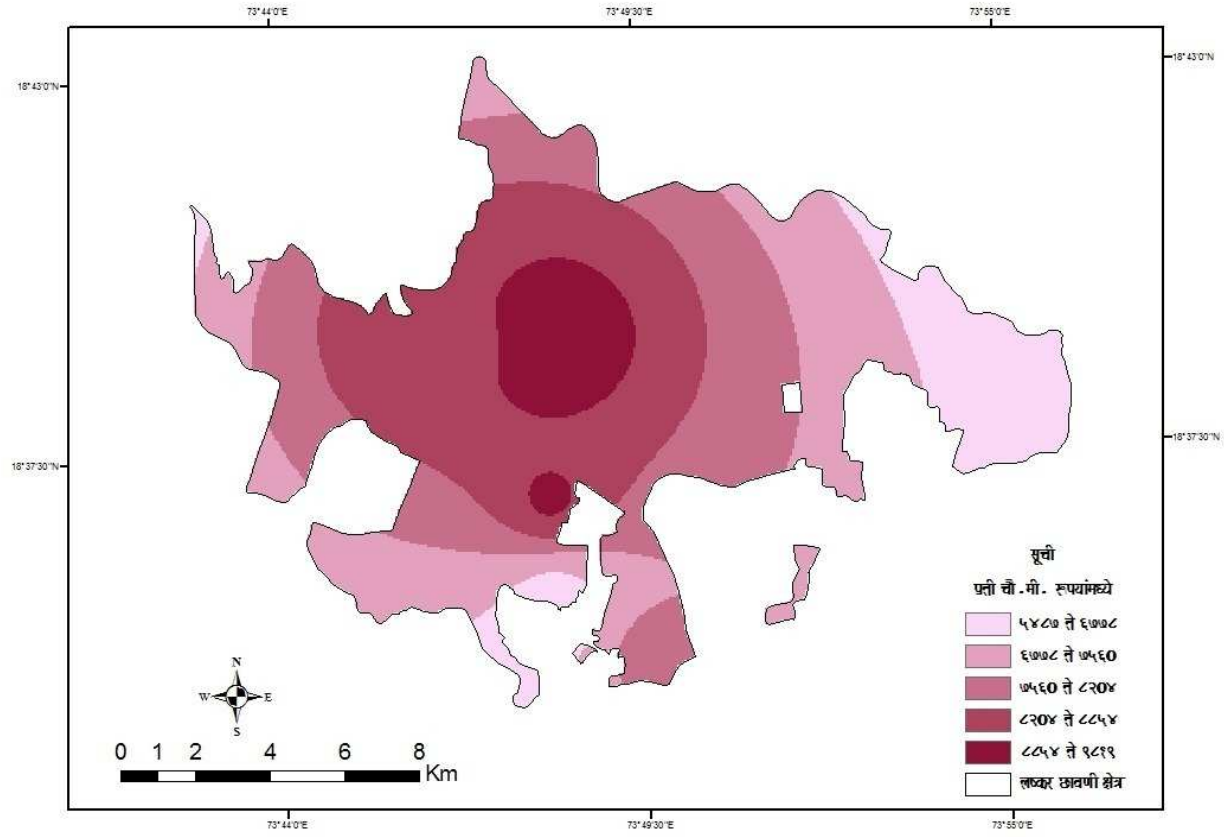 73°44'0"E 73°49'30"E 73°55'0"E
18°43'0"N 18°43'0"N
18°37'30"N 18°37'30"N
सूची
प्रती चौ.मी. रूपयांमध्ये
५४८७ ते ६७७८
६७७८ ते ७५६०
७५६० ते ८२०४
८२०४ ते ८८५४
८८५४ ते ९८१९
लष्कर छावणी क्षेत्र
N
W E
S
0 1 2 4 6 8
Km
73°44'0"E 73°49'30"E 73°55'0"E